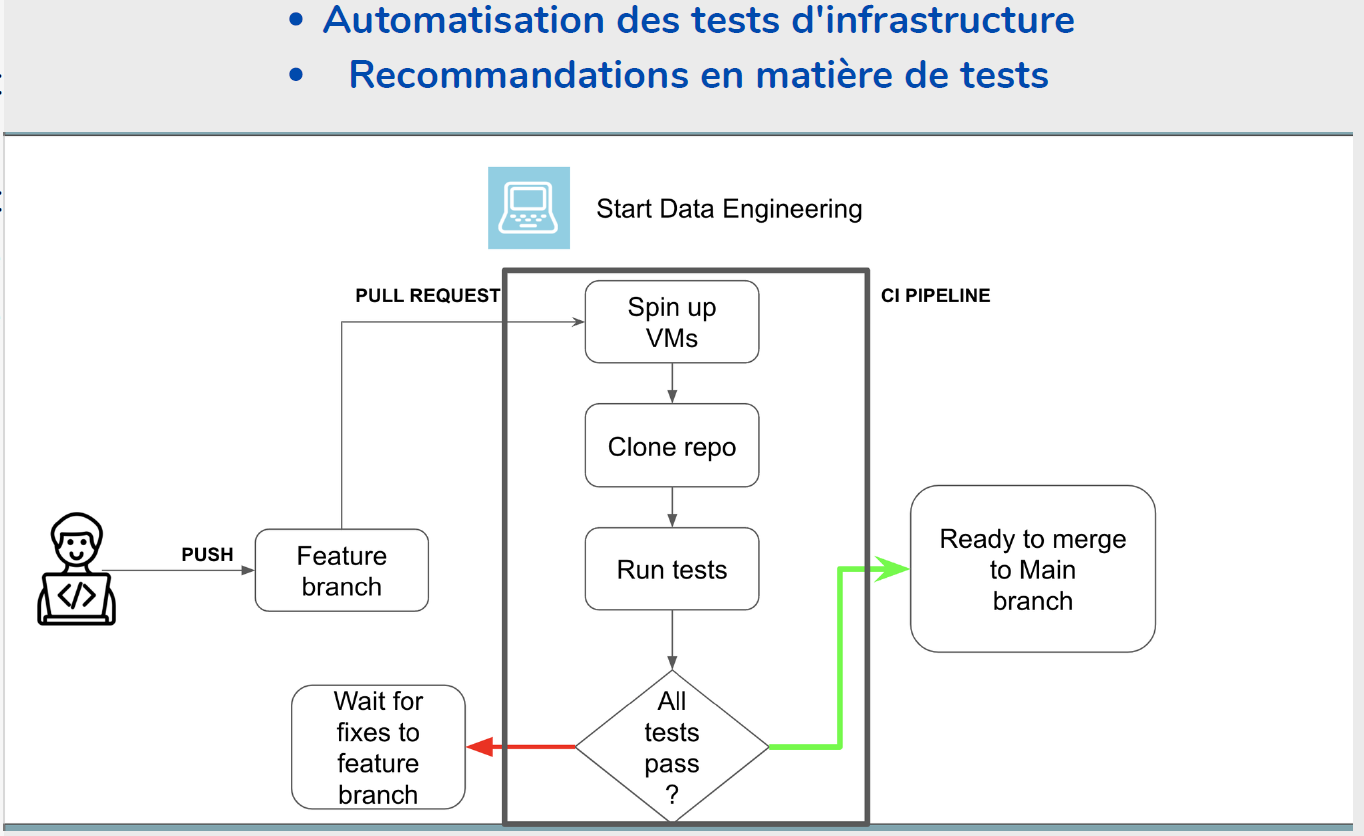 • Automatisation des tests d'infrastructure
• Recommandations en matière de tests
Start Data Engineering
PULL REQUEST
CI PIPELINE
Spin up
VMs
Clone repo
Run tests
PUSH
Feature
branch
Ready to merge
to Main
branch
All
tests
pass
?
Wait for
fixes to
feature
branch